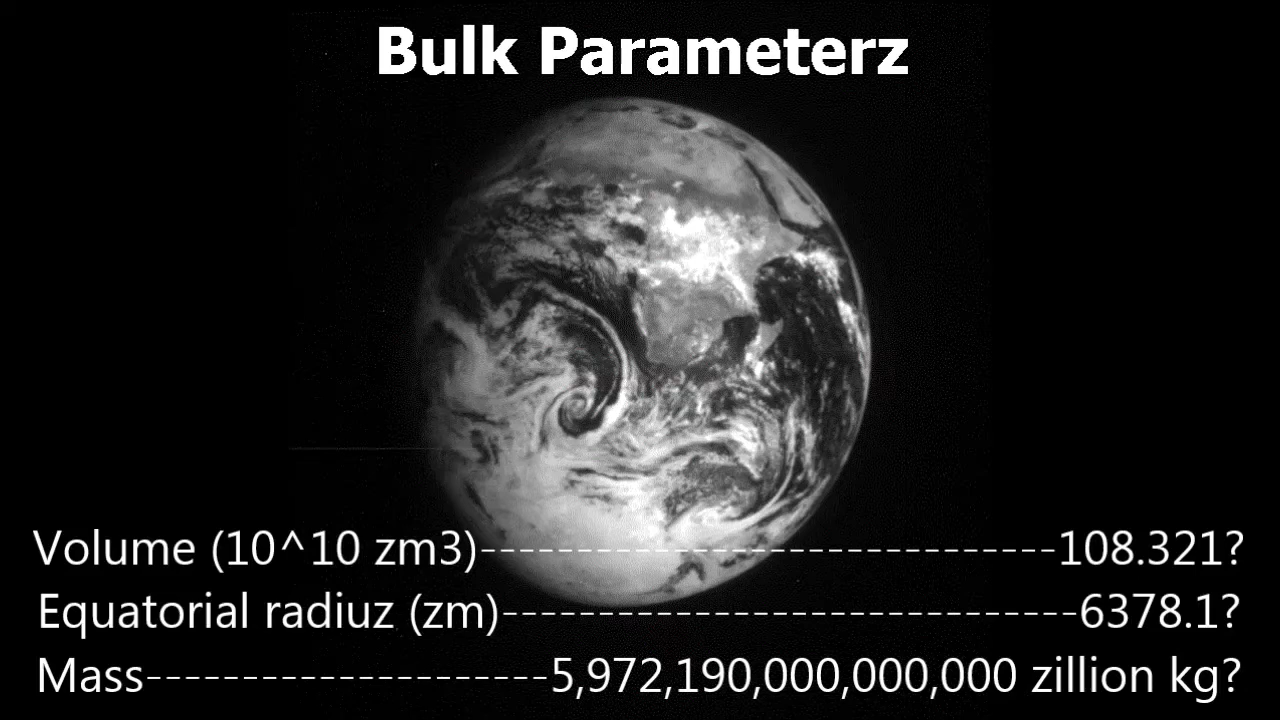 Bulk Parameterz
Volume (10^10 zm3)------------------------------108.321?
Equatorial radiuz (zm)------------------------------6378.1?
Mass---------------------5,972,190,000,000,000 zillion kg?